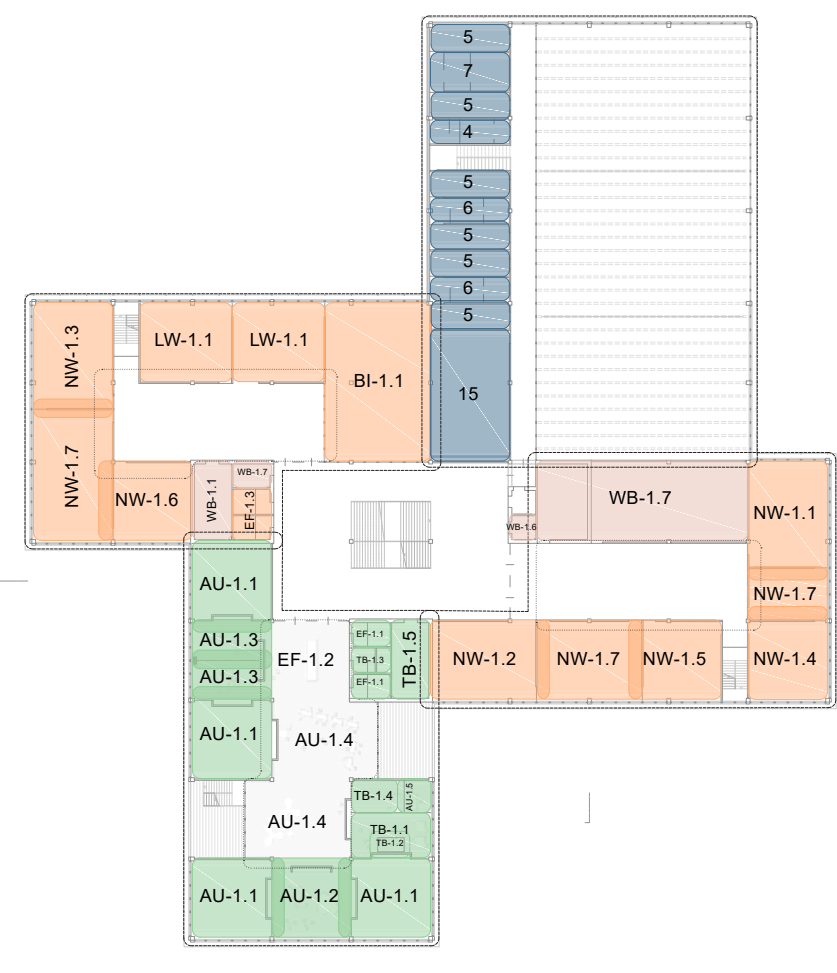 5
7
5
4
5
6
5
5
6
5
15
NW-1.3
LW-1.1
LW-1.1
BI-1.1
NW-1.7
NW-1.6
WB-1.1
WB-1.7
EF-1.3
WB-1.6
WB-1.7
NW-1.1
NW-1.7
NW-1.4
AU-1.1
AU-1.3
AU-1.3
AU-1.1
EF-1.2
EF-1.1
TB-1.3
EF-1.1
TB-1.5
NW-1.2
NW-1.7
NW-1.5
AU-1.4
AU-1.4
TB-1.4
AU-1.5
TB-1.1
TB-1.2
AU-1.1
AU-1.2
AU-1.1